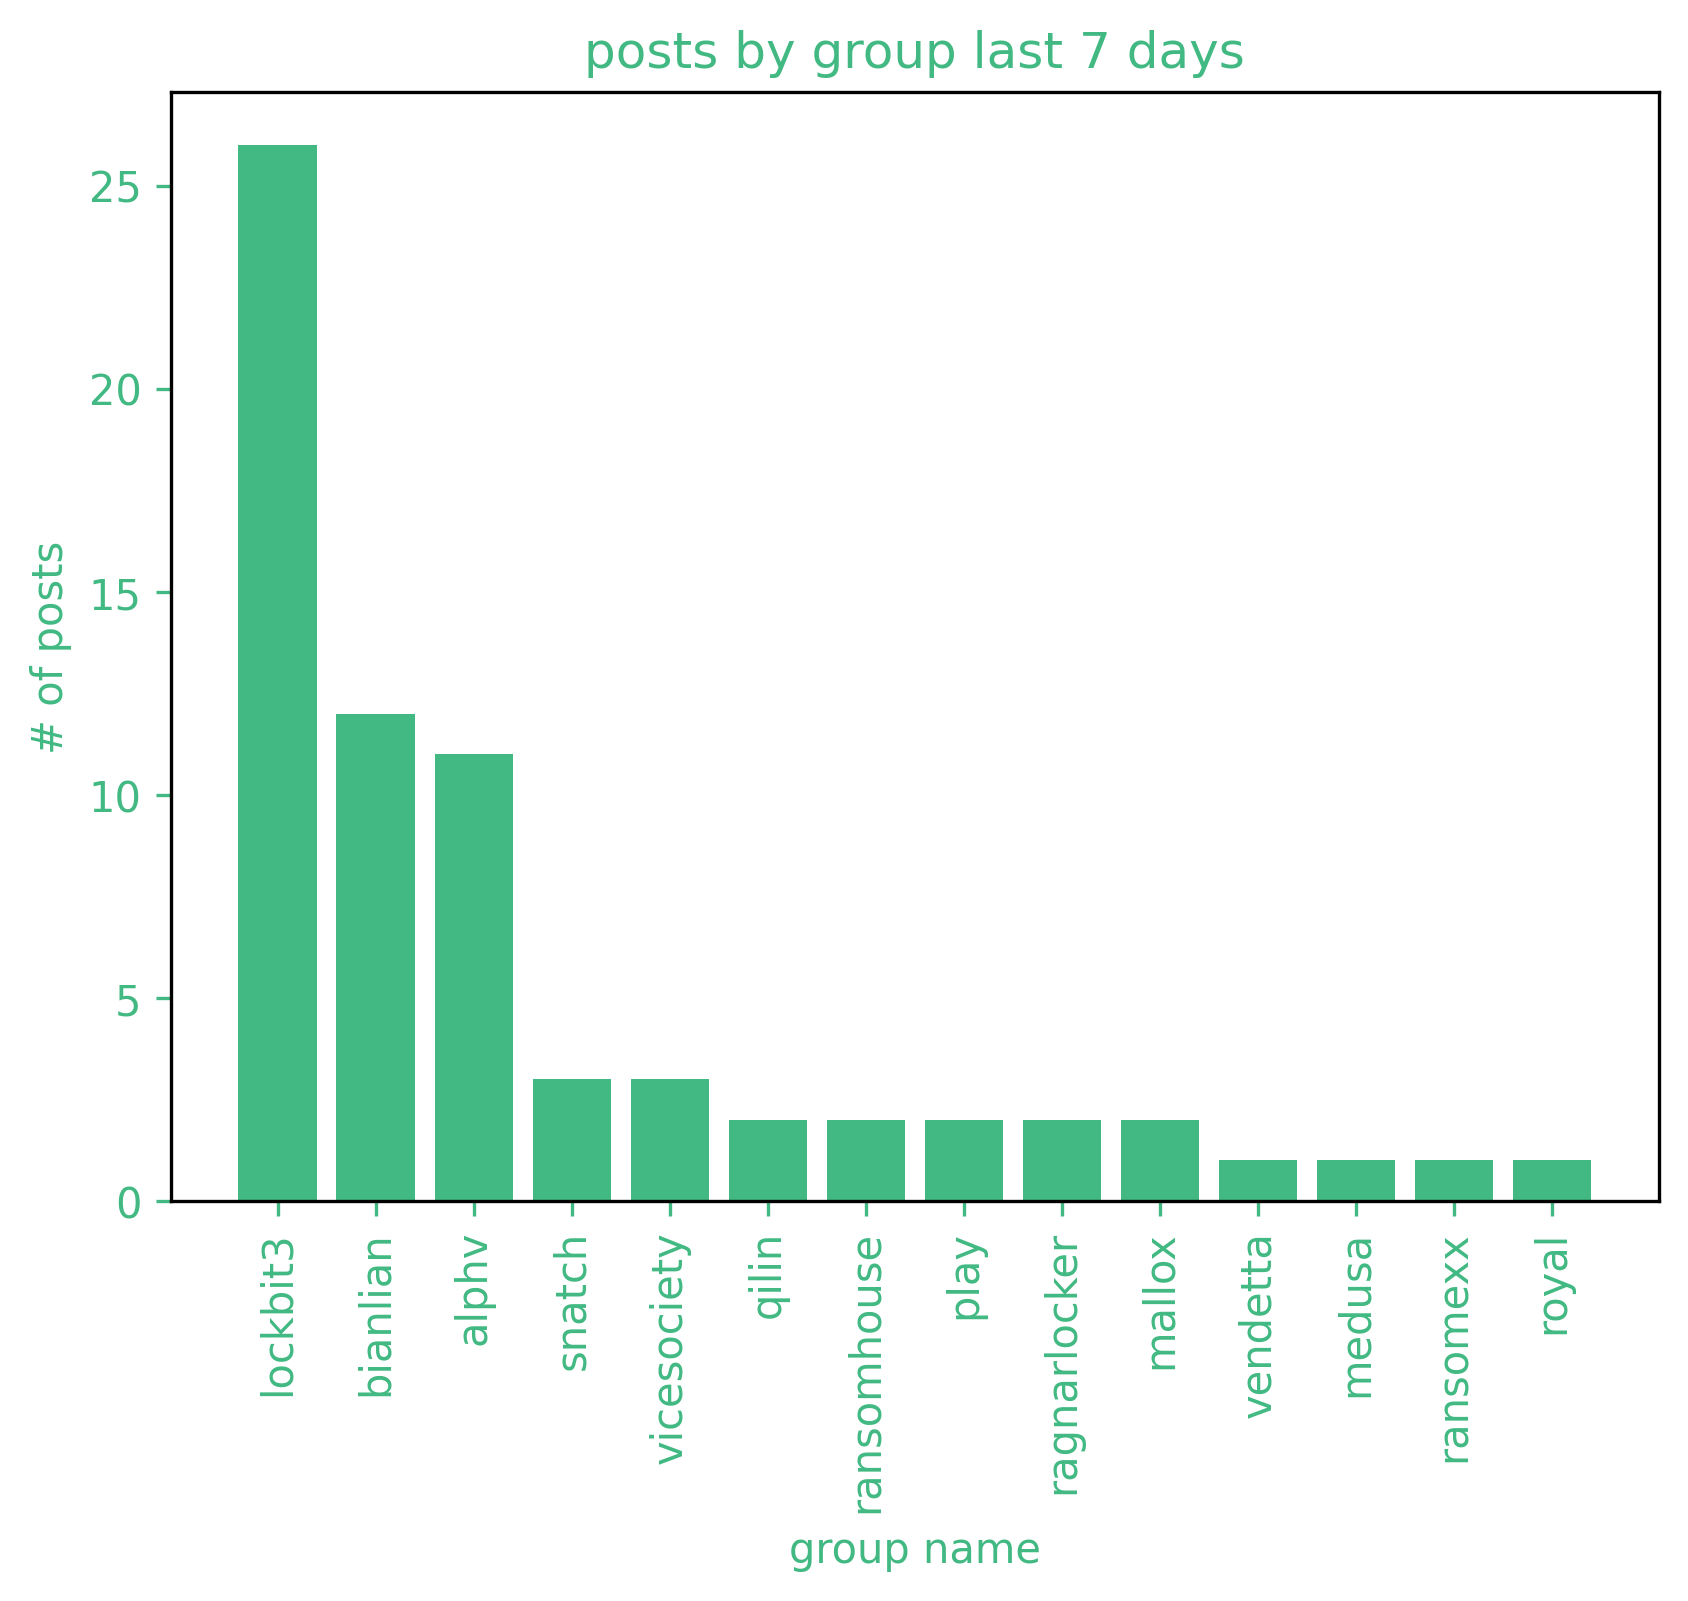 posts by group last 7 days
# of posts
25
20
15
10
5
0
lockbit3
bianlian
alphv
snatch
vicesociety
qilin
ransomhouse
play
ragnarlocker
mallox
vendetta
medusa
ransomexx
royal
group name